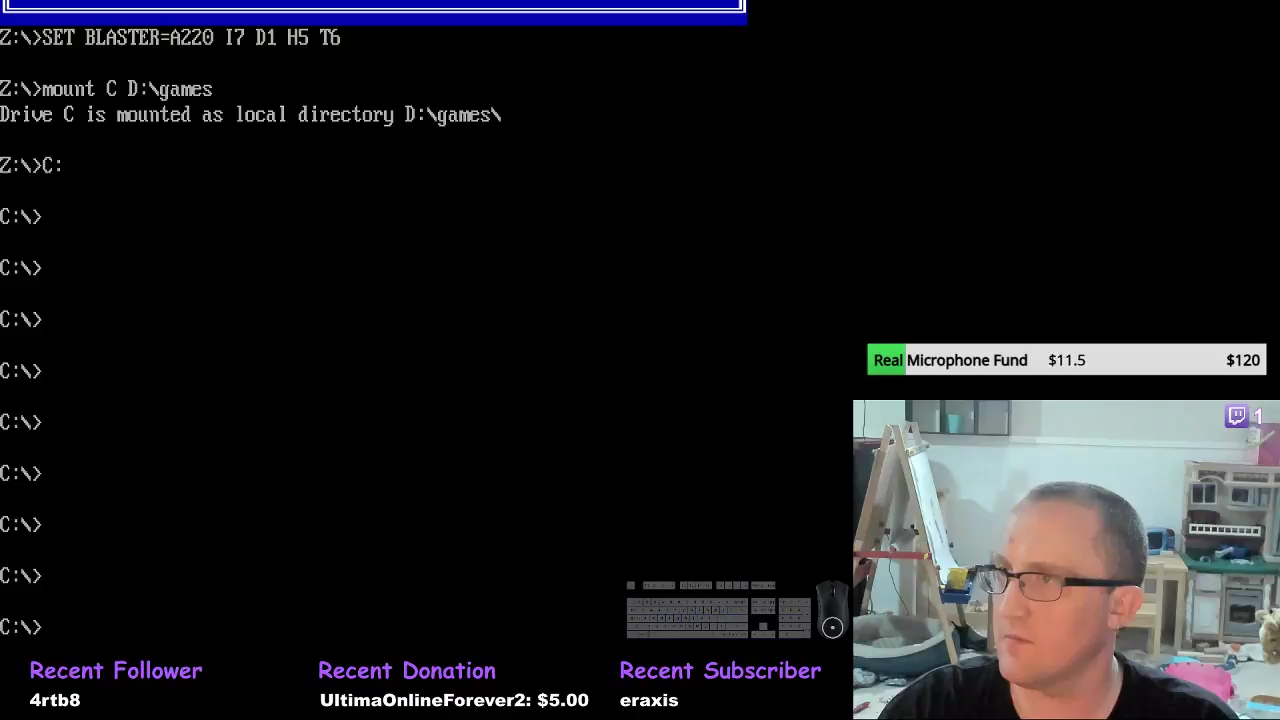 Z:\>SET BLASTER=A220 I7 D1 H5 T6
Z:\>mount C D:\games
Drive C is mounted as local directory D:\games\
Z:\>C:
C:\>
C:\>
C:\>
C:\>
C:\>
C:\>
C:\>
C:\>
C:\>
Real Microphone Fund $11.5 $120
1
Recent Follower Recent Donation Recent Subscriber
4rtb8 UltimaOnlineForever2: $5.00 eraxis